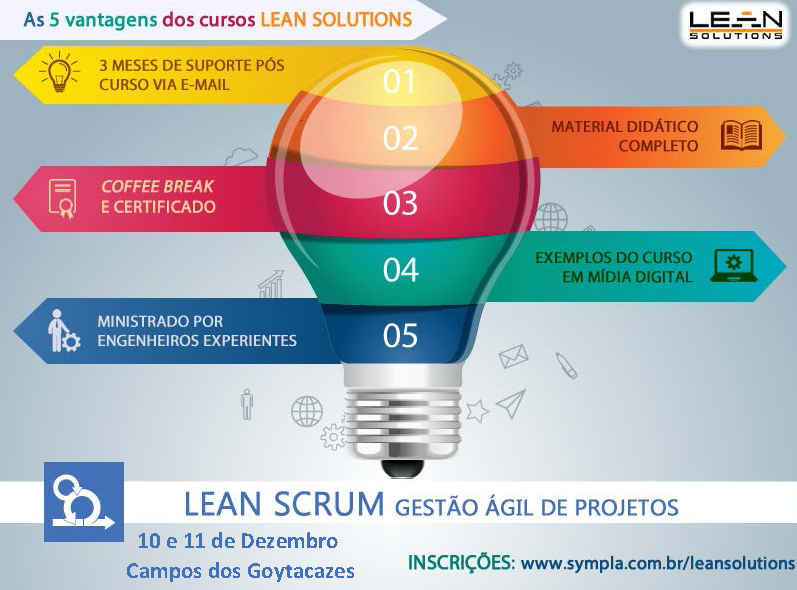 As 5 vantagens dos cursos LEAN SOLUTIONS
LEAN
SOLUTIONS
3 MESES DE SUPORTE PÓS
CURSO VIA E-MAIL
01
02
MATERIAL DIDÁTICO
COMPLETO
COFFEE BREAK
E CERTIFICADO
03
04
EXEMPLOS DO CURSO
EM MÍDIA DIGITAL
MINISTRADO POR
ENGENHEIROS EXPERIENTES
05
LEAN SCRUM GESTÃO ÁGIL DE PROJETOS
10 e 11 de Dezembro
Campos dos Goytacazes
INSCRIÇÕES: www.sympla.com.br/leansolutions